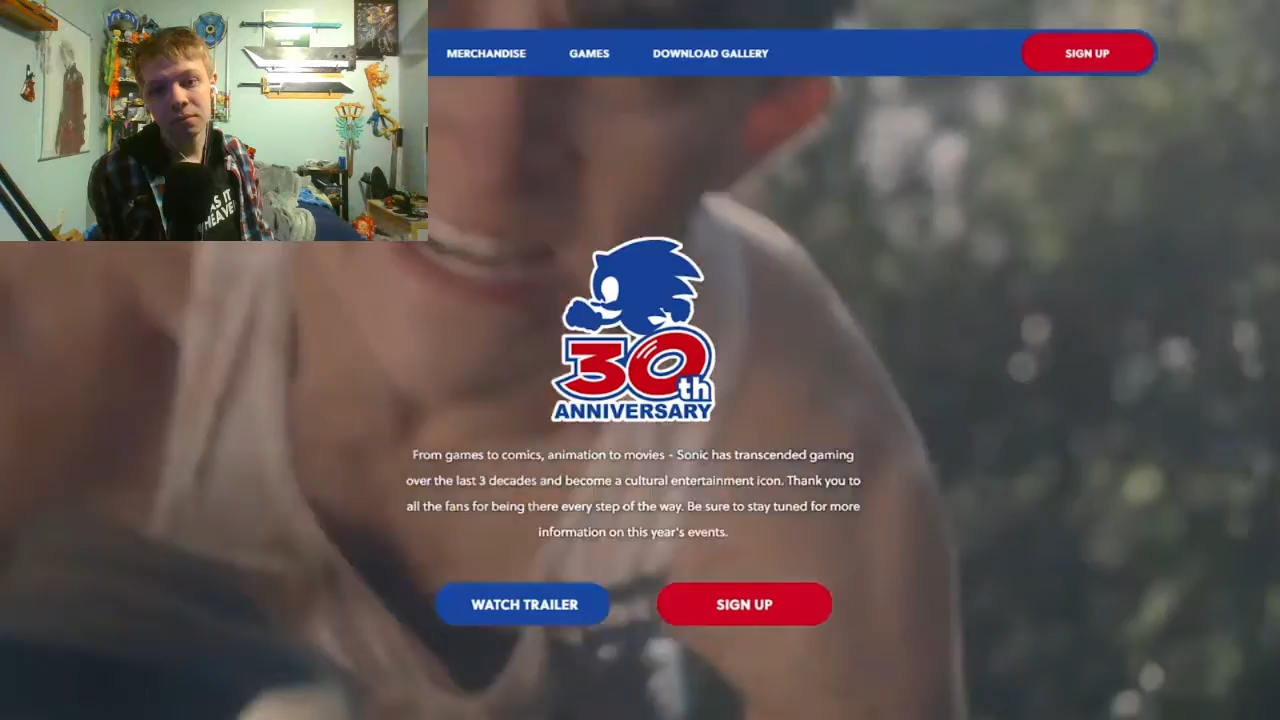 MERCHANDISE GAMES DOWNLOAD GALLERY SIGN UP
AS IT
HEAVEN
30th
ANNIVERSARY
From games to comics, animation to movies - Sonic has transcended gaming
over the last 3 decades and become a cultural entertainment icon. Thank you to
all the fans for being there every step of the way. Be sure to stay tuned for more
information on this year's events.
WATCH TRAILER SIGN UP